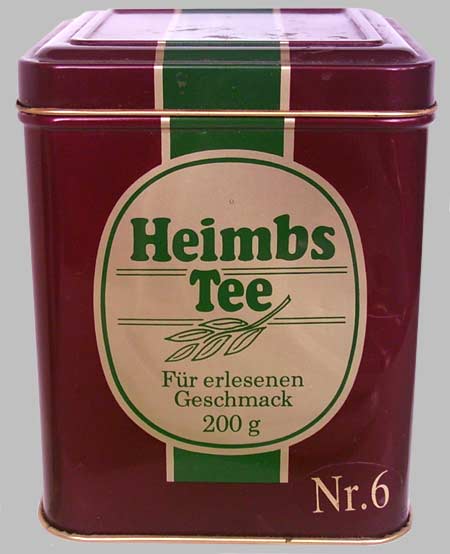 Heimbs
Tee
Für erlesenen
Geschmack
200 g
Nr.6